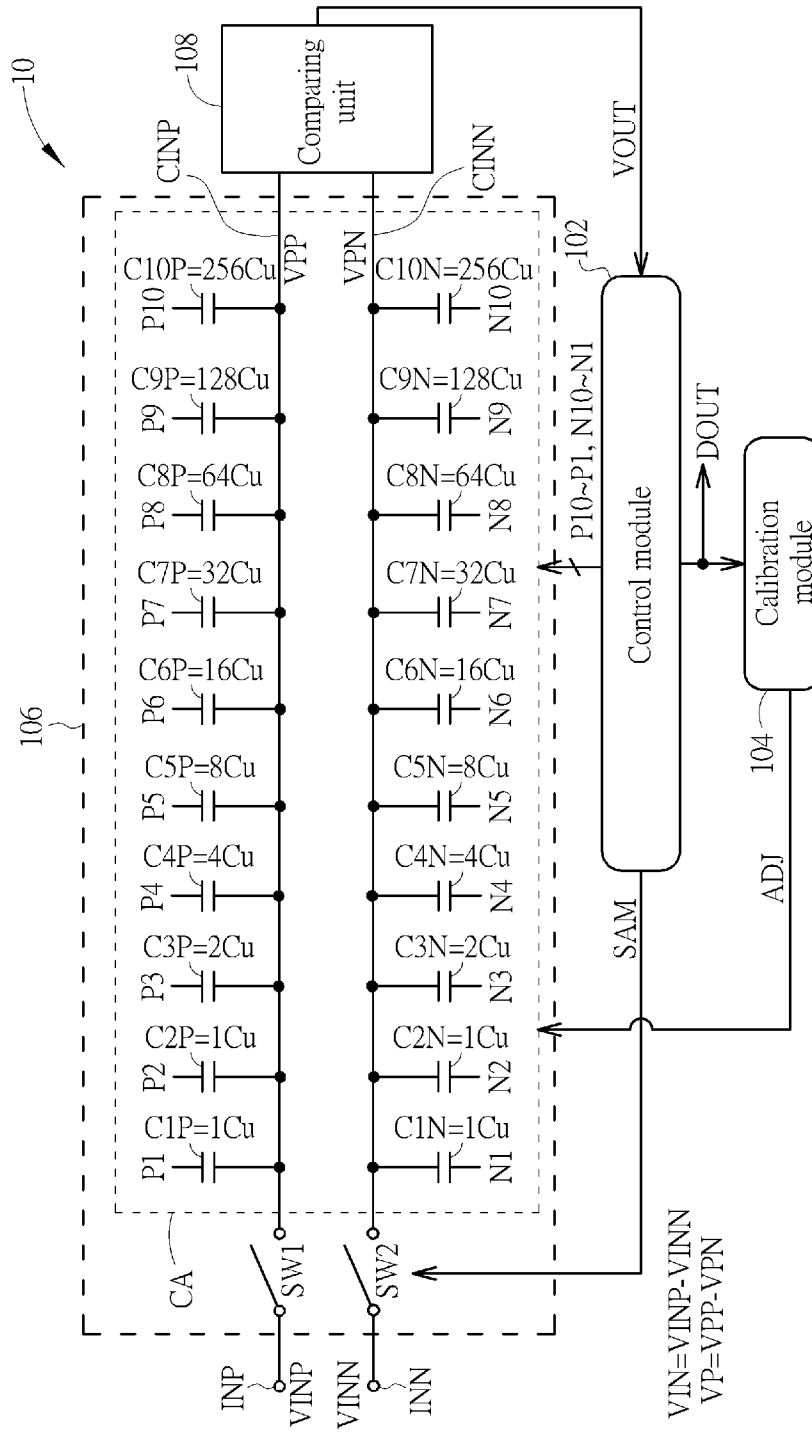 10
106
CA
INP
VINP
VINN
INN
SW1
SW2
P1
P2
P3
P4
P5
P6
P7
P8
P9
P10
C1P=1Cu
C2P=1Cu
C3P=2Cu
C4P=4Cu
C5P=8Cu
C6P=16Cu
C7P=32Cu
C8P=64Cu
C9P=128Cu
C10P=256Cu
VPP
VPN
CINP
CINN
108
Comparing
unit
C1N=1Cu
C2N=1Cu
C3N=2Cu
C4N=4Cu
C5N=8Cu
C6N=16Cu
C7N=32Cu
C8N=64Cu
C9N=128Cu
C10N=256Cu
N1
N2
N3
N4
N5
N6
N7
N8
N9
N10
P10~P1, N10~N1
102
VOUT
Control module
SAM
DOUT
ADJ
104
Calibration
module
VIN=VINP-VINN
VP=VPP-VPN